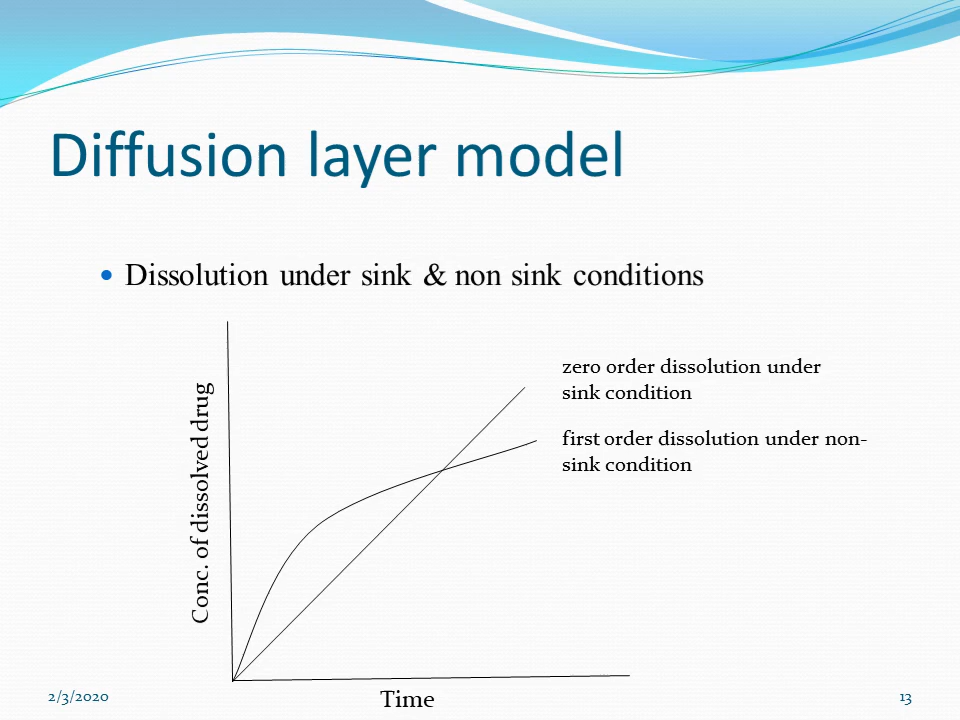 Diffusion layer model
Dissolution under sink & non sink conditions
zero order dissolution under
sink condition
first order dissolution under non-
sink condition
Conc. of dissolved drug
Time
2/3/2020
13